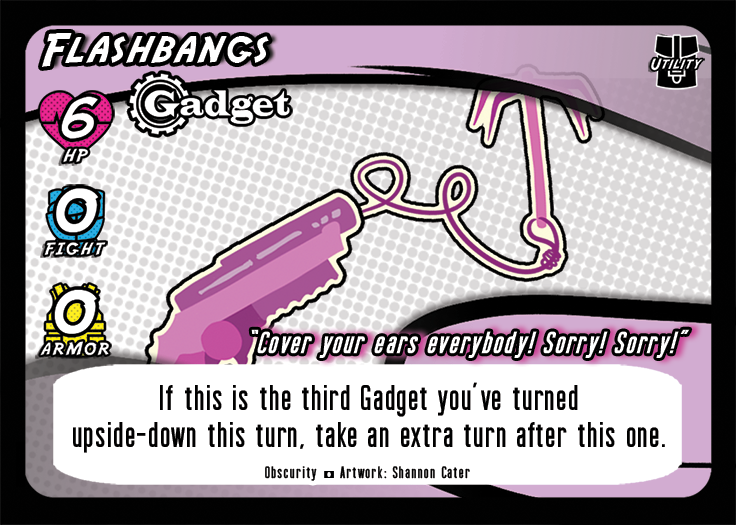 Flashbangs
Utility
Gadget
6
HP
0
FIGHT
0
ARMOR
"Cover your ears everybody! Sorry! Sorry!"
If this is the third Gadget you've turned
upside-down this turn, take an extra turn after this one.
Obscurity Artwork: Shannon Cater